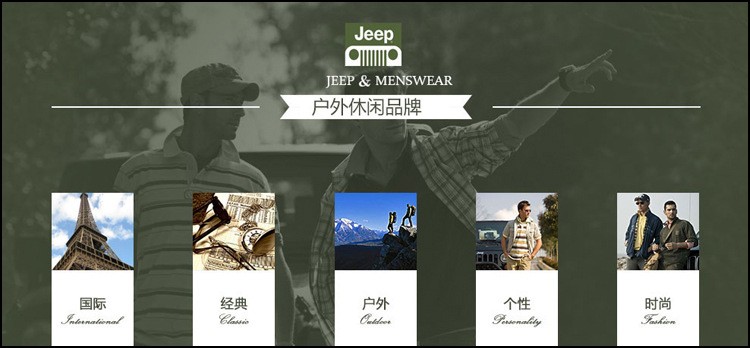 Jeep
JEEP & MENSWEAR
户外休闲品牌
国际
International
经典
Classic
户外
Outdoor
个性
Personality
时尚
Fashion